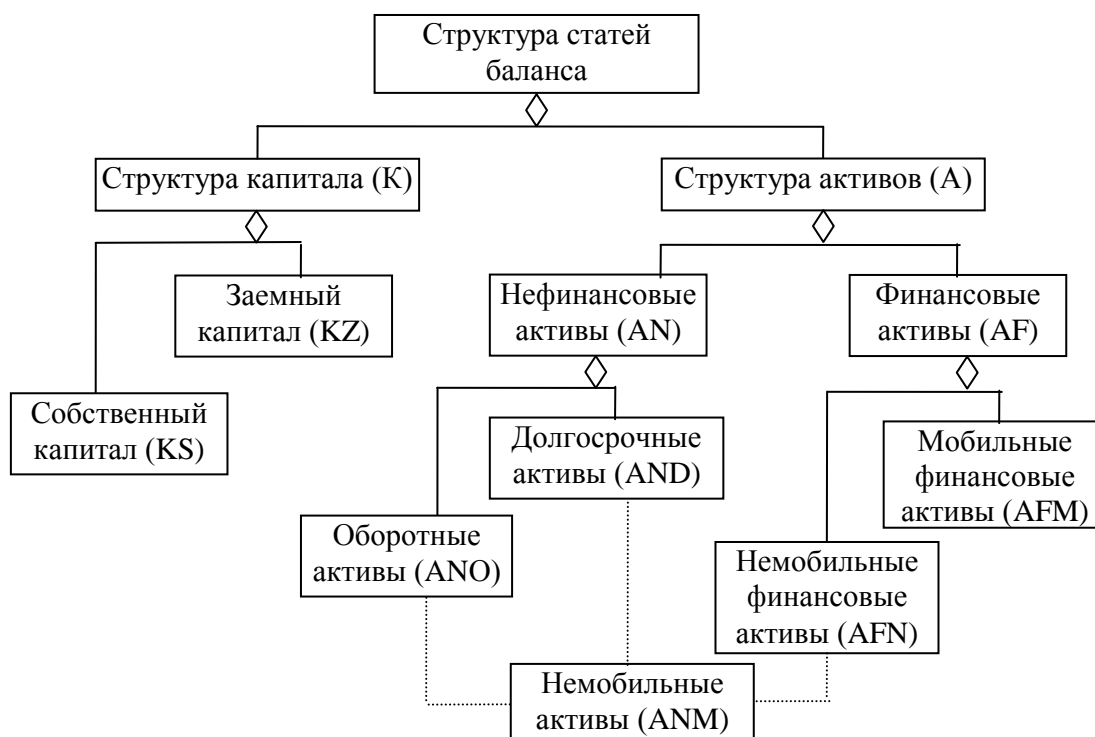 Структура статей
баланса
Структура капитала (К)
Структура активов (А)
Заемный
капитал (KZ)
Собственный
капитал (KS)
Нефинансовые
активы (AN)
Финансовые
активы (AF)
Долгосрочные
активы (AND)
Оборотные
активы (ANO)
Мобильные
финансовые
активы (AFM)
Немобильные
финансовые
активы (AFN)
Немобильные
активы (ANM)